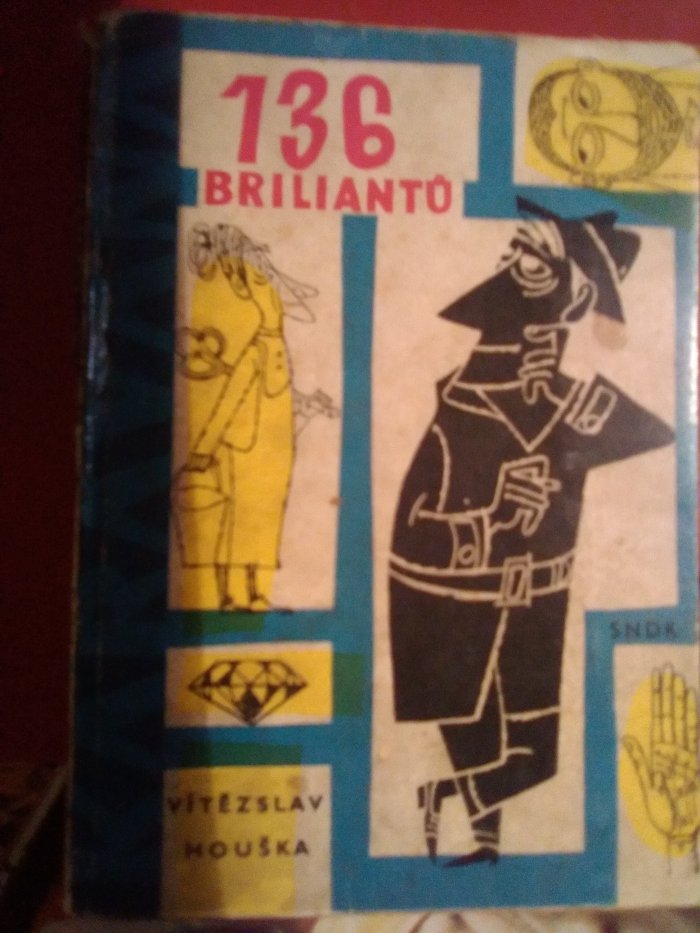 136
BRILIANTŮ
SNDK
VÍTĚZSLAV
HOUŠKA